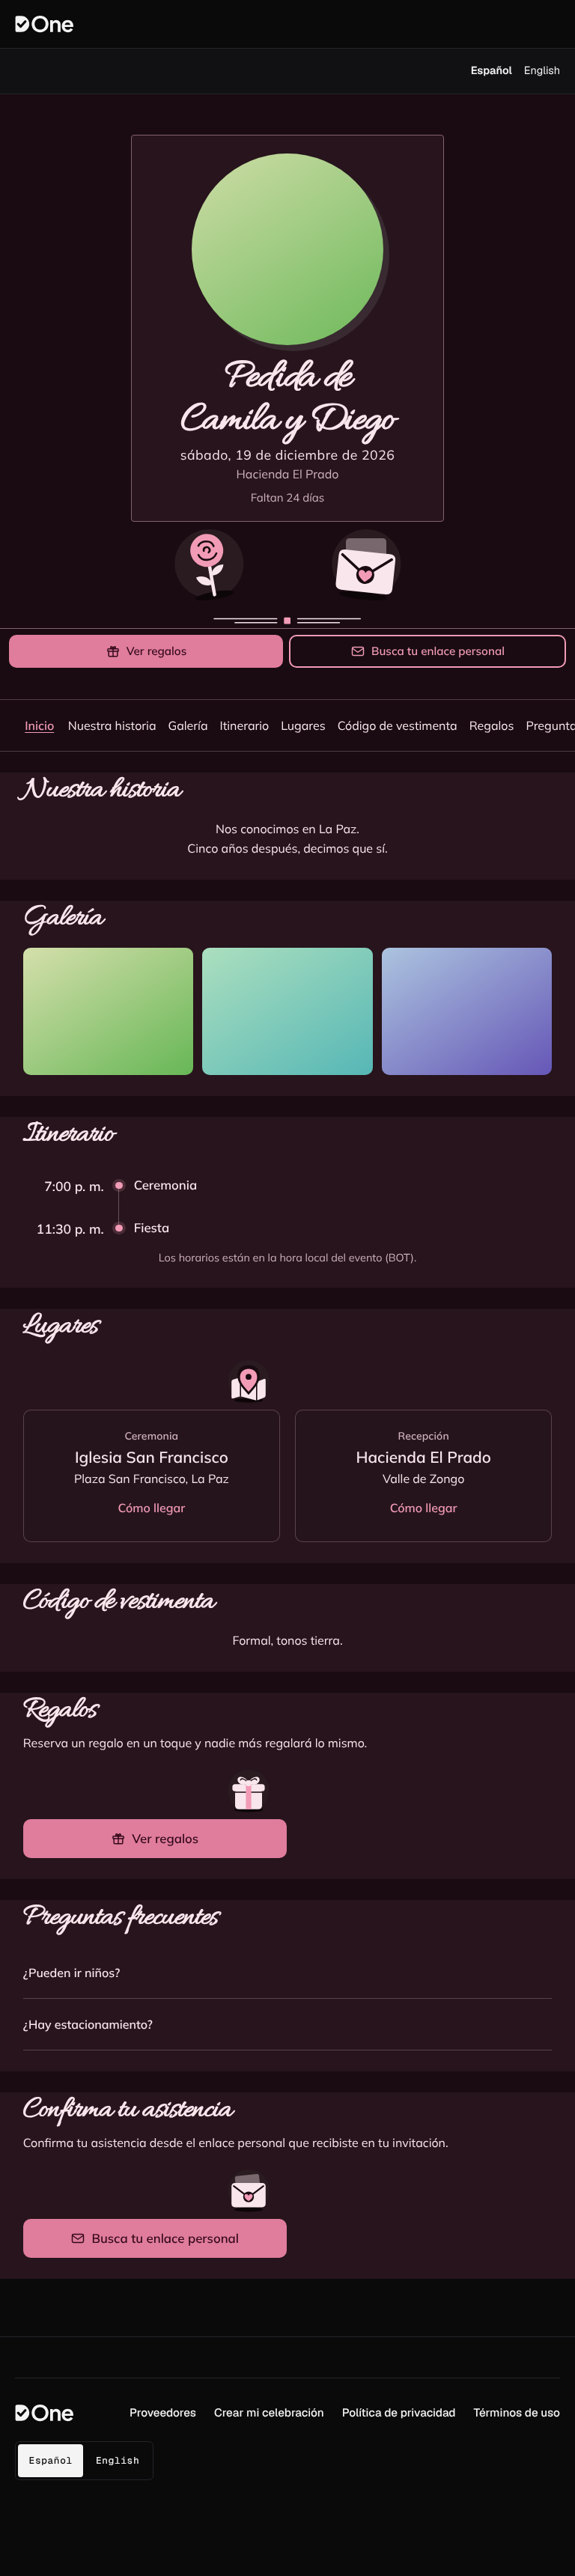 DOne
Español English
Pedida de
Camila y Diego
sábado, 19 de diciembre de 2026
Hacienda El Prado
Faltan 24 días
Ver regalos
Busca tu enlace personal
Inicio Nuestra historia Galería Itinerario Lugares Código de vestimenta Regalos
Nuestra historia
Nos conocimos en La Paz.
Cinco años después, decimos que sí.
Galería
Itinerario
7:00 p. m. Ceremonia
11:30 p. m. Fiesta
Los horarios están en la hora local del evento (BOT).
Lugares
Ceremonia
Iglesia San Francisco
Plaza San Francisco, La Paz
Cómo llegar
Recepción
Hacienda El Prado
Valle de Zongo
Cómo llegar
Código de vestimenta
Formal, tonos tierra.
Regalos
Reserva un regalo en un toque y nadie más regalará lo mismo.
Ver regalos
Preguntas frecuentes
¿Pueden ir niños?
¿Hay estacionamiento?
Confirma tu asistencia
Confirma tu asistencia desde el enlace personal que recibiste en tu invitación.
Busca tu enlace personal
DOne
Proveedores Crear mi celebración Política de privacidad Términos de uso
Español English